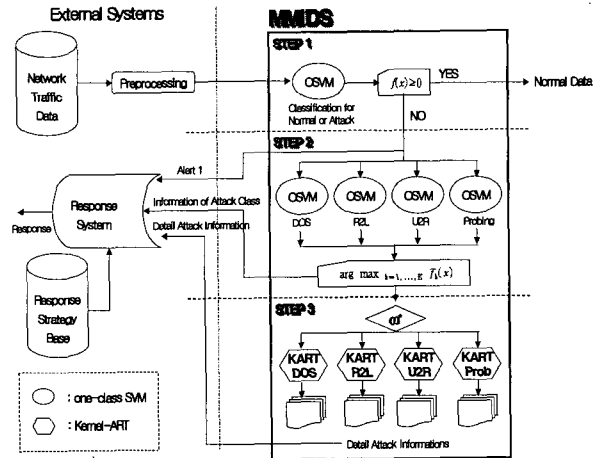 External Systems
MMIDS
STEP 1
Network
Traffic
Data
Preprocessing
OSVM
f(x)≥0
YES
Normal Data
Classification for
Normal or Attack
NO
STEP 2
Alert 1
Response
System
Response
Information of Attack Class
Detail Attack Information
OSVM
OSVM
OSVM
OSVM
DOS
R2L
U2R
Probing
arg max k=1,...,K f̄k(x)
Response
Strategy
Base
STEP 3
KART
DOS
KART
R2L
KART
U2R
KART
Prob
: one-class SVM
: Kernel-ART
Detail Attack Informations